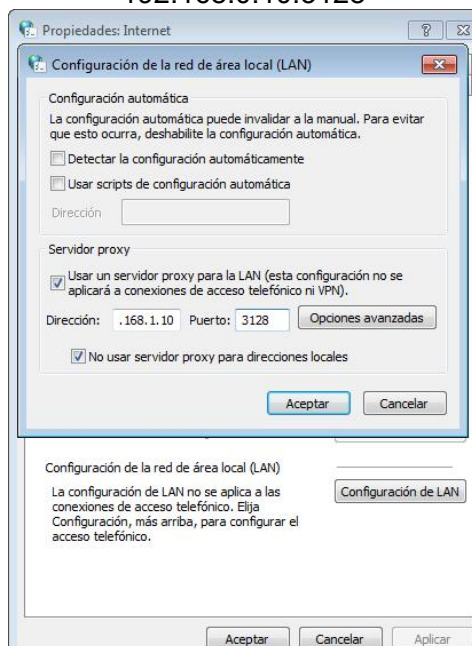 Propiedades: Internet
Configuración de la red de área local (LAN)
Configuración automática
La configuración automática puede invalidar a la manual. Para evitar
que esto ocurra, deshabilite la configuración automática.
Detectar la configuración automáticamente
Usar scripts de configuración automática
Dirección
Servidor proxy
Usar un servidor proxy para la LAN (esta configuración no se
aplicará a conexiones de acceso telefónico ni VPN).
Dirección: .168.1.10 Puerto: 3128 Opciones avanzadas
No usar servidor proxy para direcciones locales
Aceptar Cancelar
Configuración de la red de área local (LAN)
La configuración de LAN no se aplica a las
conexiones de acceso telefónico. Elija
Configuración, más arriba, para configurar el
acceso telefónico.
Configuración de LAN
Aceptar Cancelar Aplicar